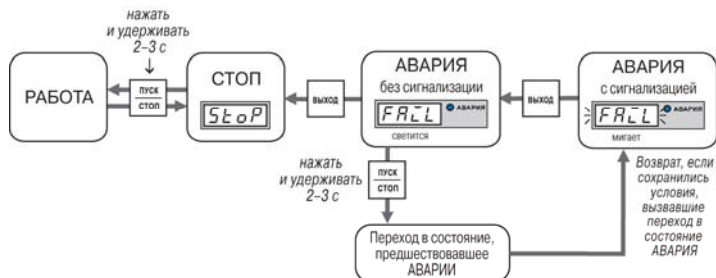 нажать
и удерживать
2–3 с
РАБОТА
ПУСК
СТОП
СТОП
StoP
ВЫХОД
АВАРИЯ
без сигнализации
FAiL
АВАРИЯ
светится
ВЫХОД
АВАРИЯ
с сигнализацией
FAiL
АВАРИЯ
мигает
нажать
и удерживать
2–3 с
ПУСК
СТОП
Возврат, если
сохранились
условия,
вызвавшие
переход в
состояние
АВАРИЯ
Переход в состояние,
предшествовавшее
АВАРИИ